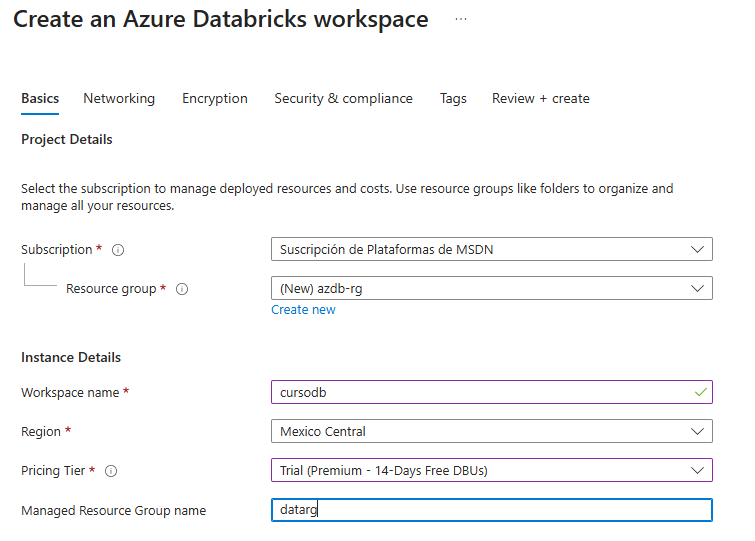 Create an Azure Databricks workspace ...
Basics Networking Encryption Security & compliance Tags Review + create
Project Details
Select the subscription to manage deployed resources and costs. Use resource groups like folders to organize and
manage all your resources.
Subscription * Suscripción de Plataformas de MSDN
Resource group * (New) azdb-rg
Create new
Instance Details
Workspace name * cursodb
Region * Mexico Central
Pricing Tier * Trial (Premium - 14-Days Free DBUs)
Managed Resource Group name datarg